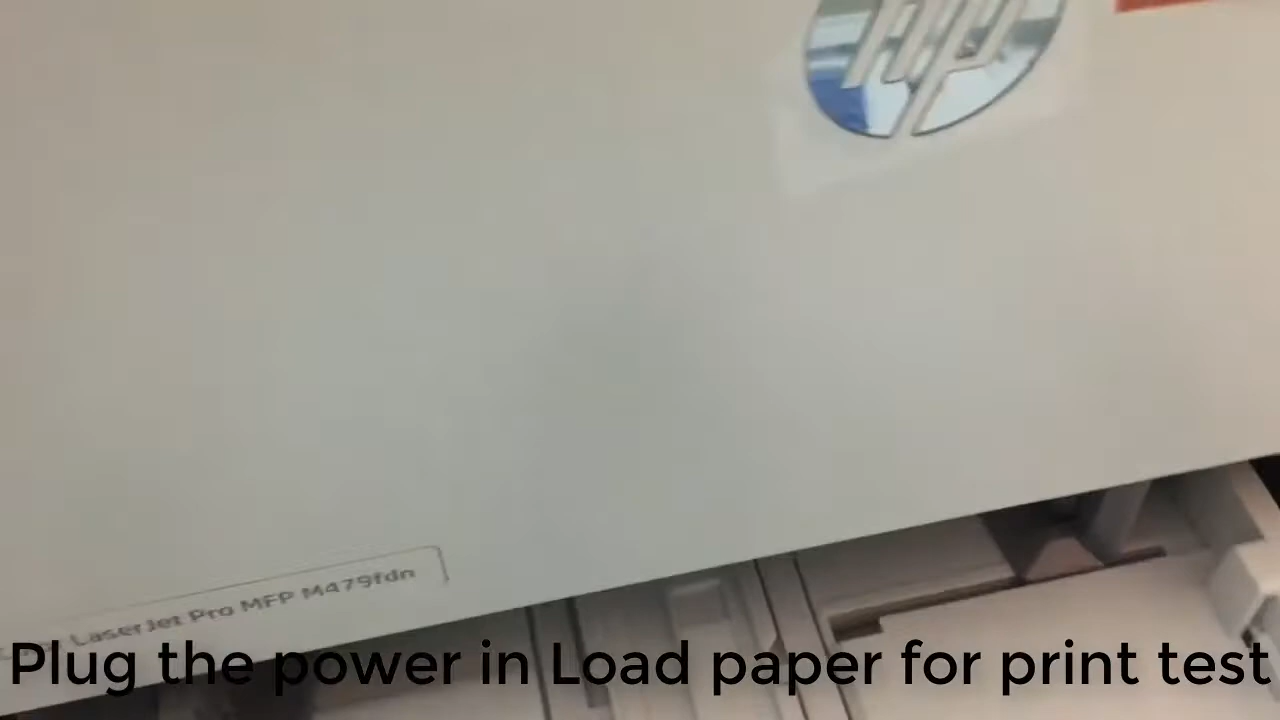 hp
LaserJet Pro MFP M479fdn
Plug the power in Load paper for print test